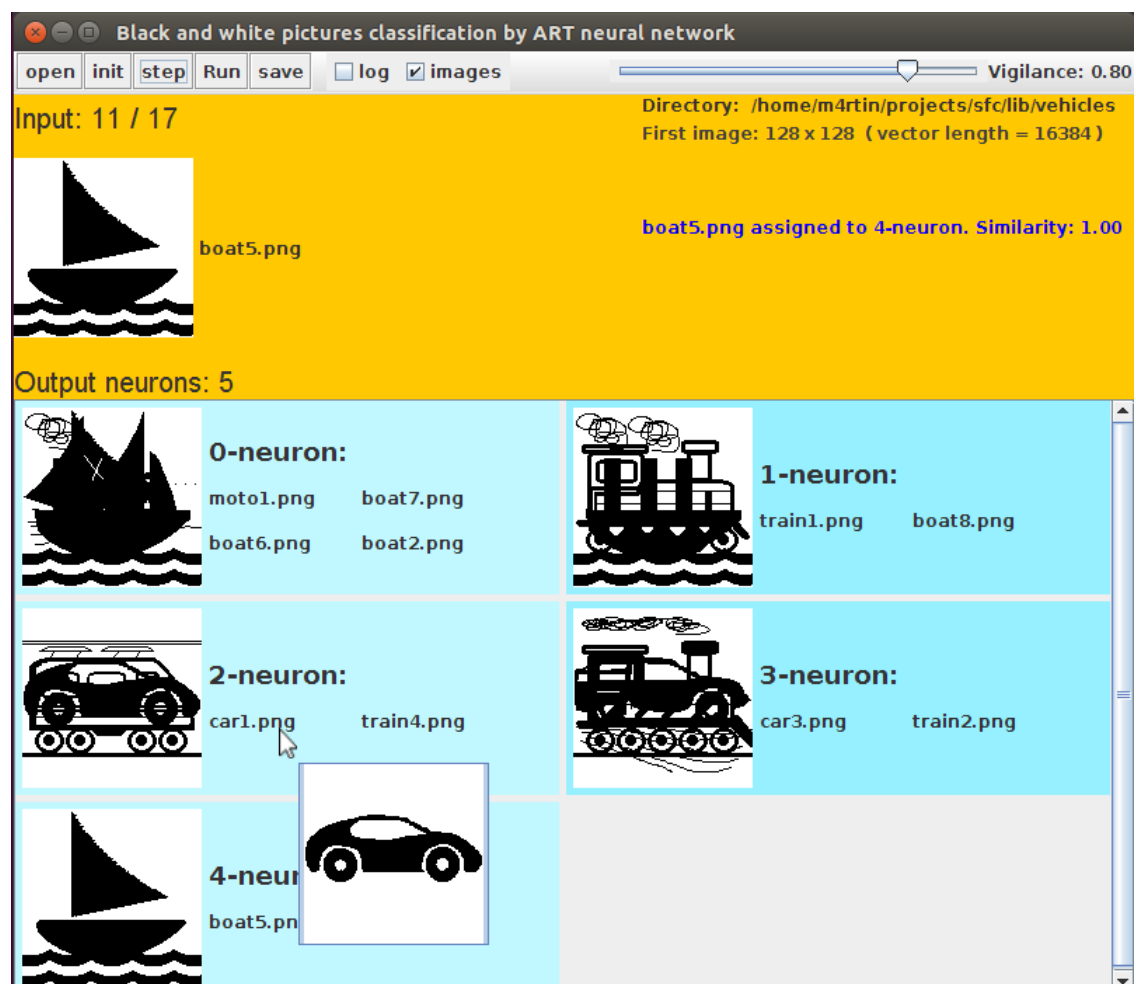 Black and white pictures classification by ART neural network
open init step Run save log images Vigilance: 0.80
Input: 11 / 17
Directory: /home/m4rtin/projects/sfc/lib/vehicles
First image: 128 x 128 ( vector length = 16384 )
boat5.png assigned to 4-neuron. Similarity: 1.00
boat5.png
Output neurons: 5
0-neuron:
moto1.png boat7.png
boat6.png boat2.png
1-neuron:
train1.png boat8.png
2-neuron:
car1.png train4.png
3-neuron:
car3.png train2.png
4-neur
boat5.pn